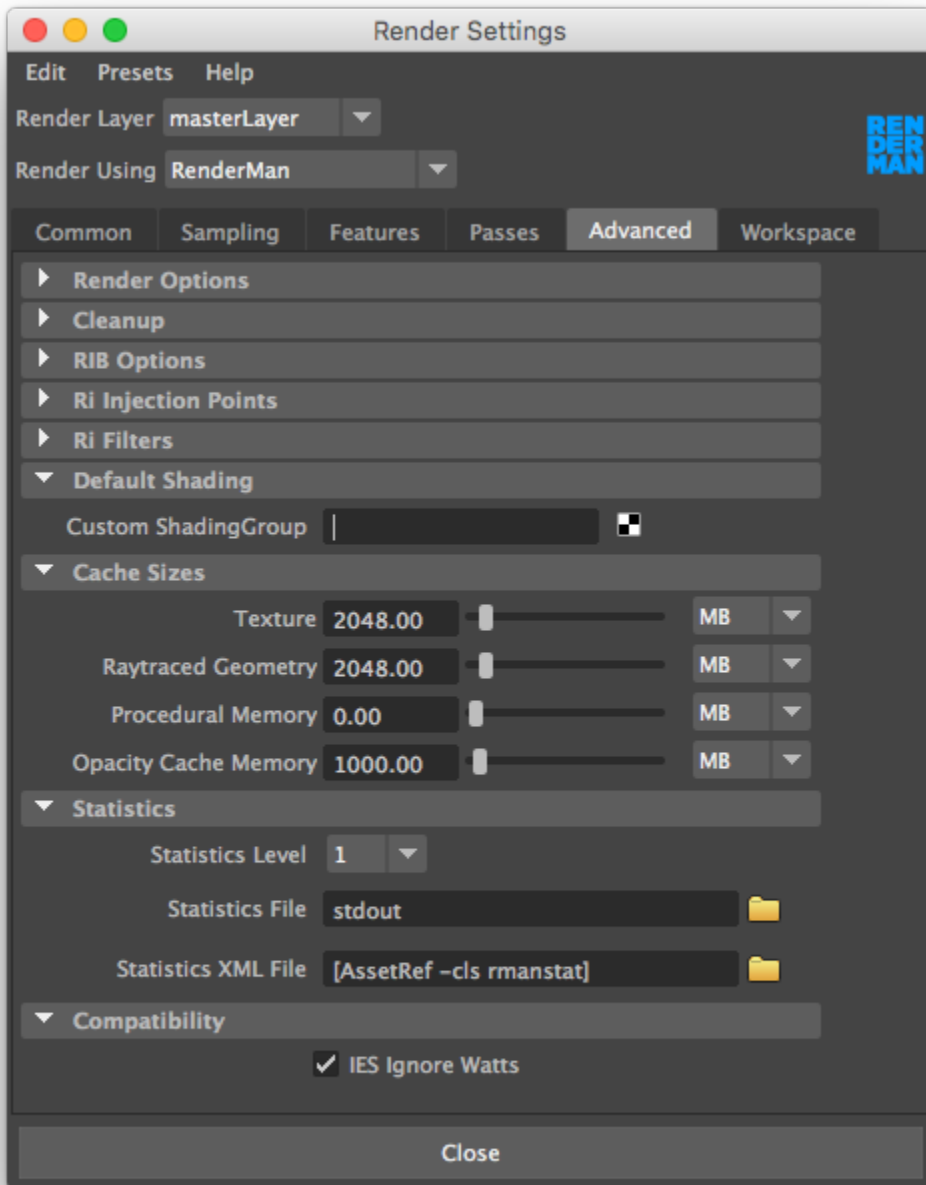 Render Settings
Edit Presets Help
Render Layer masterLayer
REN
DER
MAN
Render Using RenderMan
Common Sampling Features Passes Advanced Workspace
Render Options
Cleanup
RIB Options
Ri Injection Points
Ri Filters
Default Shading
Custom ShadingGroup
Cache Sizes
Texture 2048.00 MB
Raytraced Geometry 2048.00 MB
Procedural Memory 0.00 MB
Opacity Cache Memory 1000.00 MB
Statistics
Statistics Level 1
Statistics File stdout
Statistics XML File [AssetRef -cls rmanstat]
Compatibility
IES Ignore Watts
Close